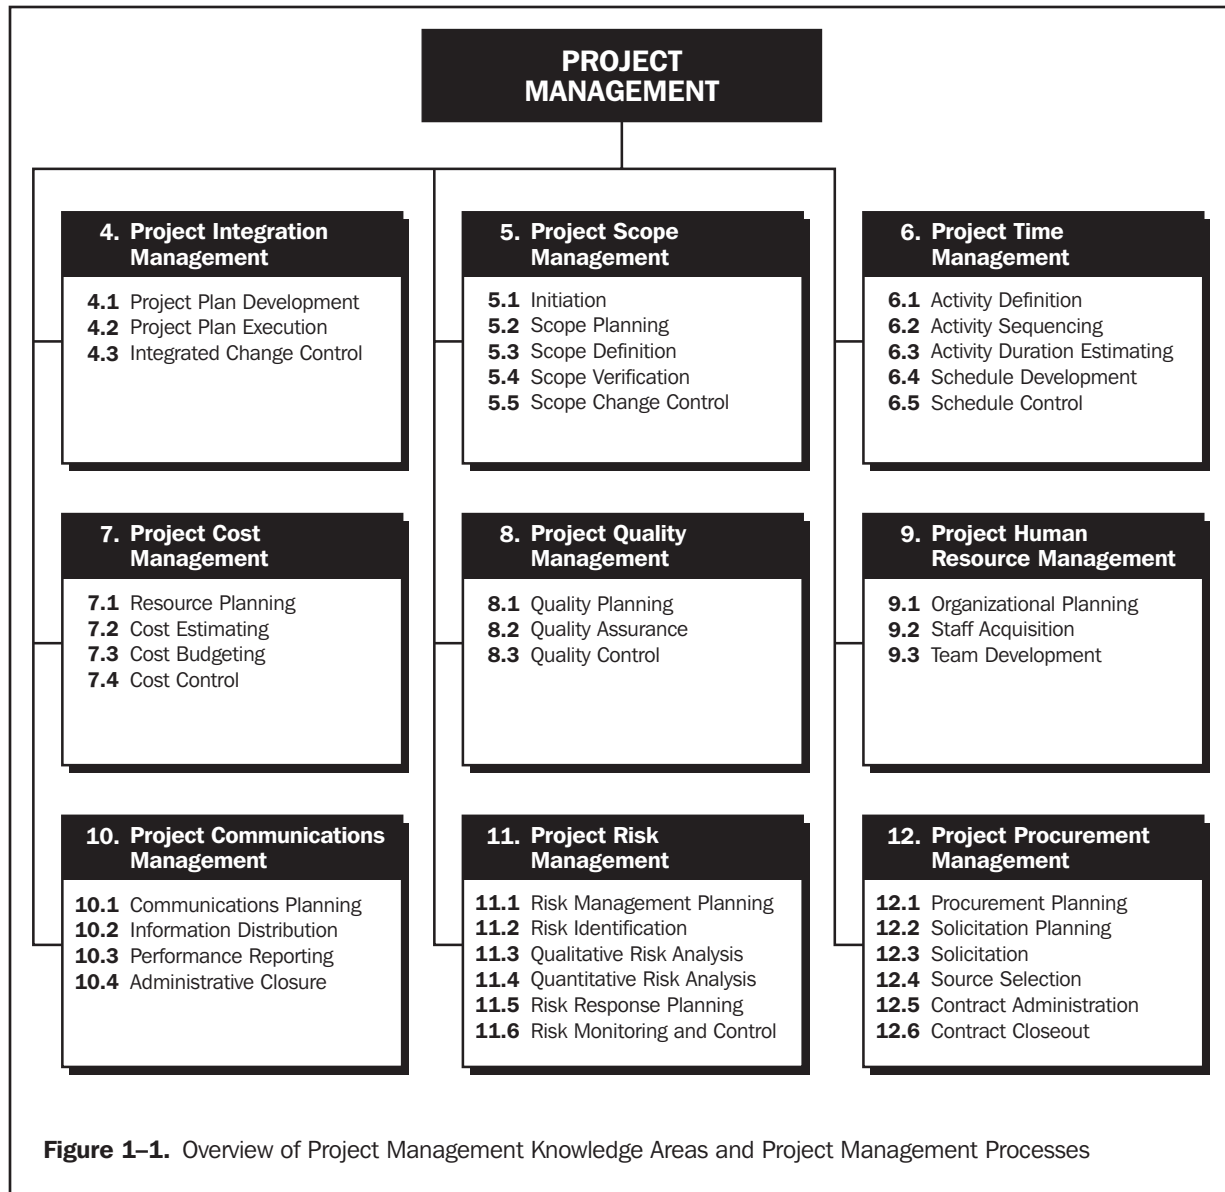 PROJECT
MANAGEMENT
4. Project Integration
Management
4.1 Project Plan Development
4.2 Project Plan Execution
4.3 Integrated Change Control
5. Project Scope
Management
5.1 Initiation
5.2 Scope Planning
5.3 Scope Definition
5.4 Scope Verification
5.5 Scope Change Control
6. Project Time
Management
6.1 Activity Definition
6.2 Activity Sequencing
6.3 Activity Duration Estimating
6.4 Schedule Development
6.5 Schedule Control
7. Project Cost
Management
7.1 Resource Planning
7.2 Cost Estimating
7.3 Cost Budgeting
7.4 Cost Control
8. Project Quality
Management
8.1 Quality Planning
8.2 Quality Assurance
8.3 Quality Control
9. Project Human
Resource Management
9.1 Organizational Planning
9.2 Staff Acquisition
9.3 Team Development
10. Project Communications
Management
10.1 Communications Planning
10.2 Information Distribution
10.3 Performance Reporting
10.4 Administrative Closure
11. Project Risk
Management
11.1 Risk Management Planning
11.2 Risk Identification
11.3 Qualitative Risk Analysis
11.4 Quantitative Risk Analysis
11.5 Risk Response Planning
11.6 Risk Monitoring and Control
12. Project Procurement
Management
12.1 Procurement Planning
12.2 Solicitation Planning
12.3 Solicitation
12.4 Source Selection
12.5 Contract Administration
12.6 Contract Closeout
Figure 1–1. Overview of Project Management Knowledge Areas and Project Management Processes